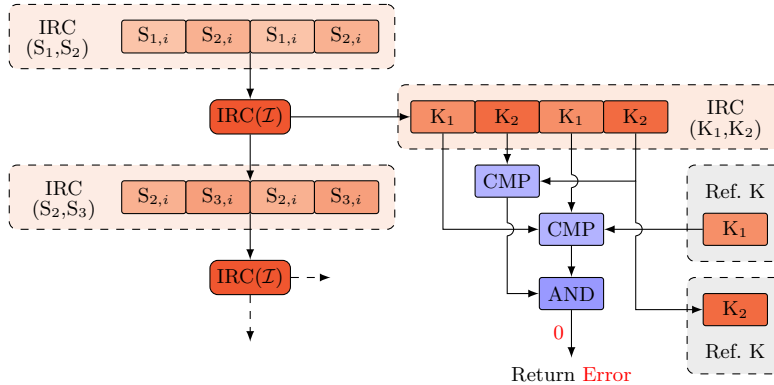 IRC
(S₁,S₂)
S₁,ᵢ S₂,ᵢ S₁,ᵢ S₂,ᵢ
IRC(𝓘)
K₁ K₂ K₁ K₂
IRC
(K₁,K₂)
IRC
(S₂,S₃)
S₂,ᵢ S₃,ᵢ S₂,ᵢ S₃,ᵢ
CMP
Ref. K
K₁
CMP
IRC(𝓘)
AND
K₂
0
Ref. K
Return Error